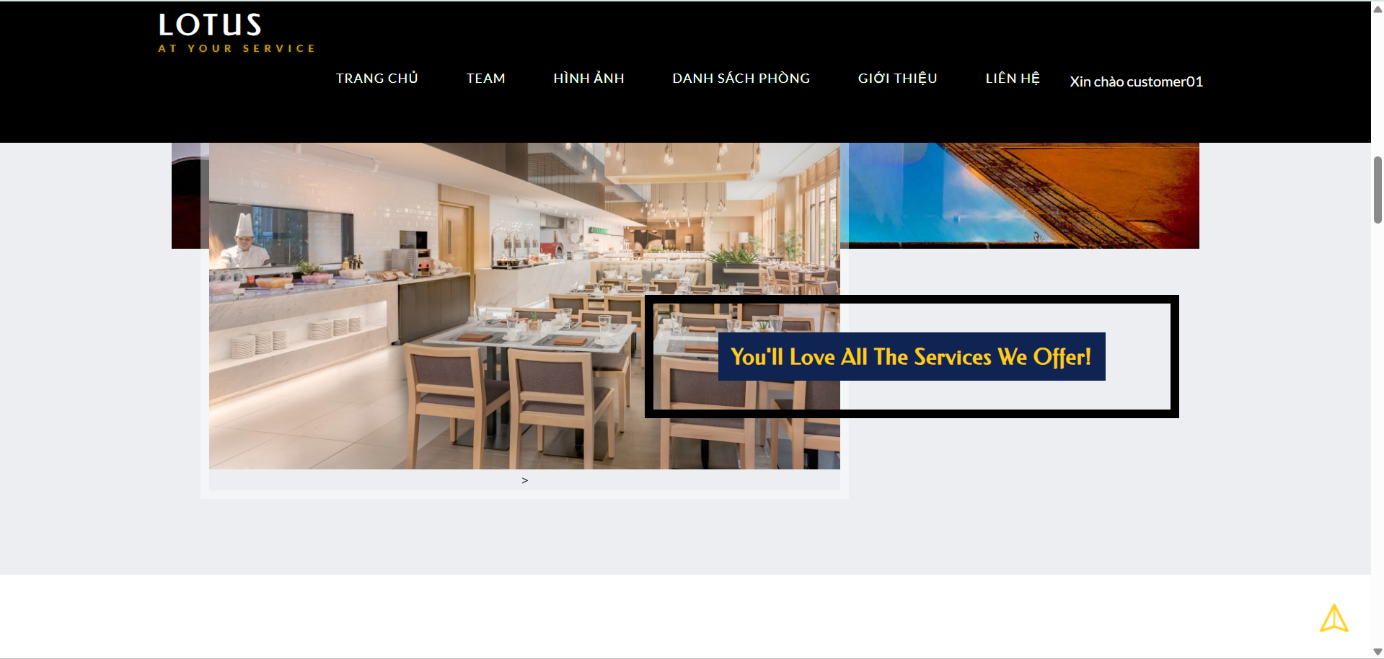 LOTUS
AT YOUR SERVICE
TRANG CHỦ TEAM HÌNH ẢNH DANH SÁCH PHÒNG GIỚI THIỆU LIÊN HỆ Xin chào customer01
You'll Love All The Services We Offer!
>